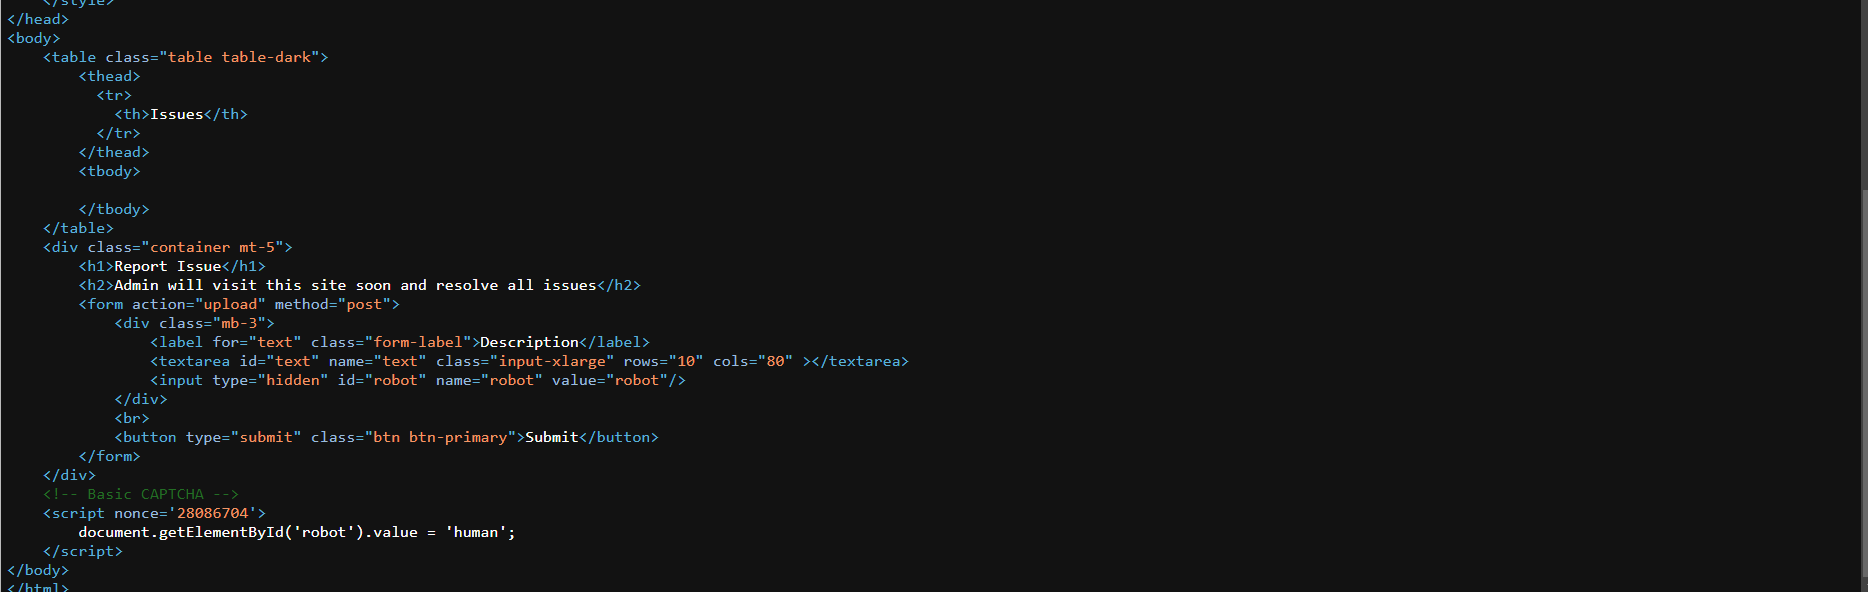 </style>
</head>
<body>
<table class="table table-dark">
<thead>
<tr>
<th>Issues</th>
</tr>
</thead>
<tbody>
</tbody>
</table>
<div class="container mt-5">
<h1>Report Issue</h1>
<h2>Admin will visit this site soon and resolve all issues</h2>
<form action="upload" method="post">
<div class="mb-3">
<label for="text" class="form-label">Description</label>
<textarea id="text" name="text" class="input-xlarge" rows="10" cols="80" ></textarea>
<input type="hidden" id="robot" name="robot" value="robot"/>
</div>
<br>
<button type="submit" class="btn btn-primary">Submit</button>
</form>
</div>
<!-- Basic CAPTCHA -->
<script nonce='28086704'>
document.getElementById('robot').value = 'human';
</script>
</body>
</html>